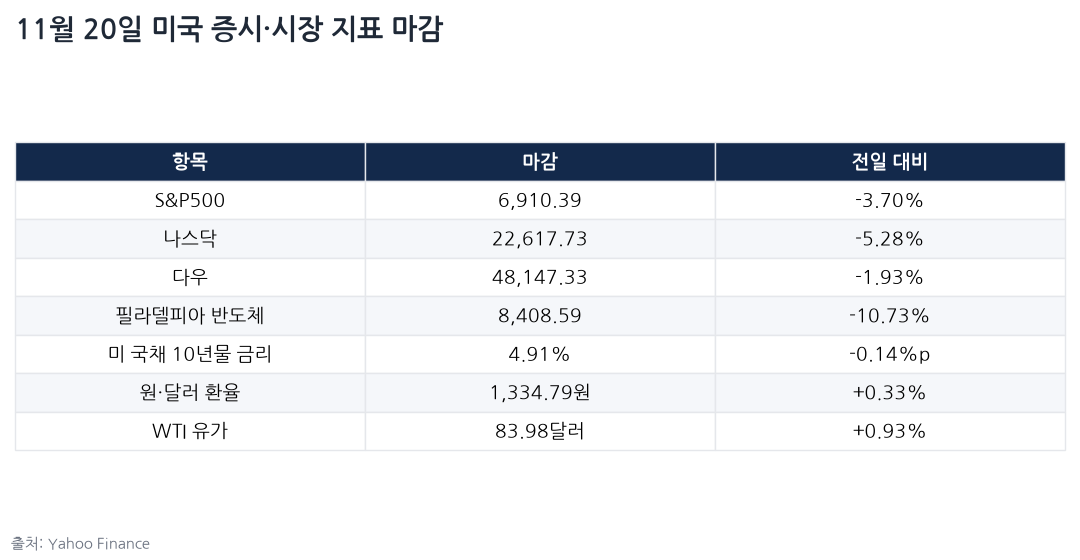 11월 20일 미국 증시·시장 지표 마감
항목 마감 전일 대비
S&P500 6,910.39 -3.70%
나스닥 22,617.73 -5.28%
다우 48,147.33 -1.93%
필라델피아 반도체 8,408.59 -10.73%
미 국채 10년물 금리 4.91% -0.14%p
원·달러 환율 1,334.79원 +0.33%
WTI 유가 83.98달러 +0.93%
출처: Yahoo Finance